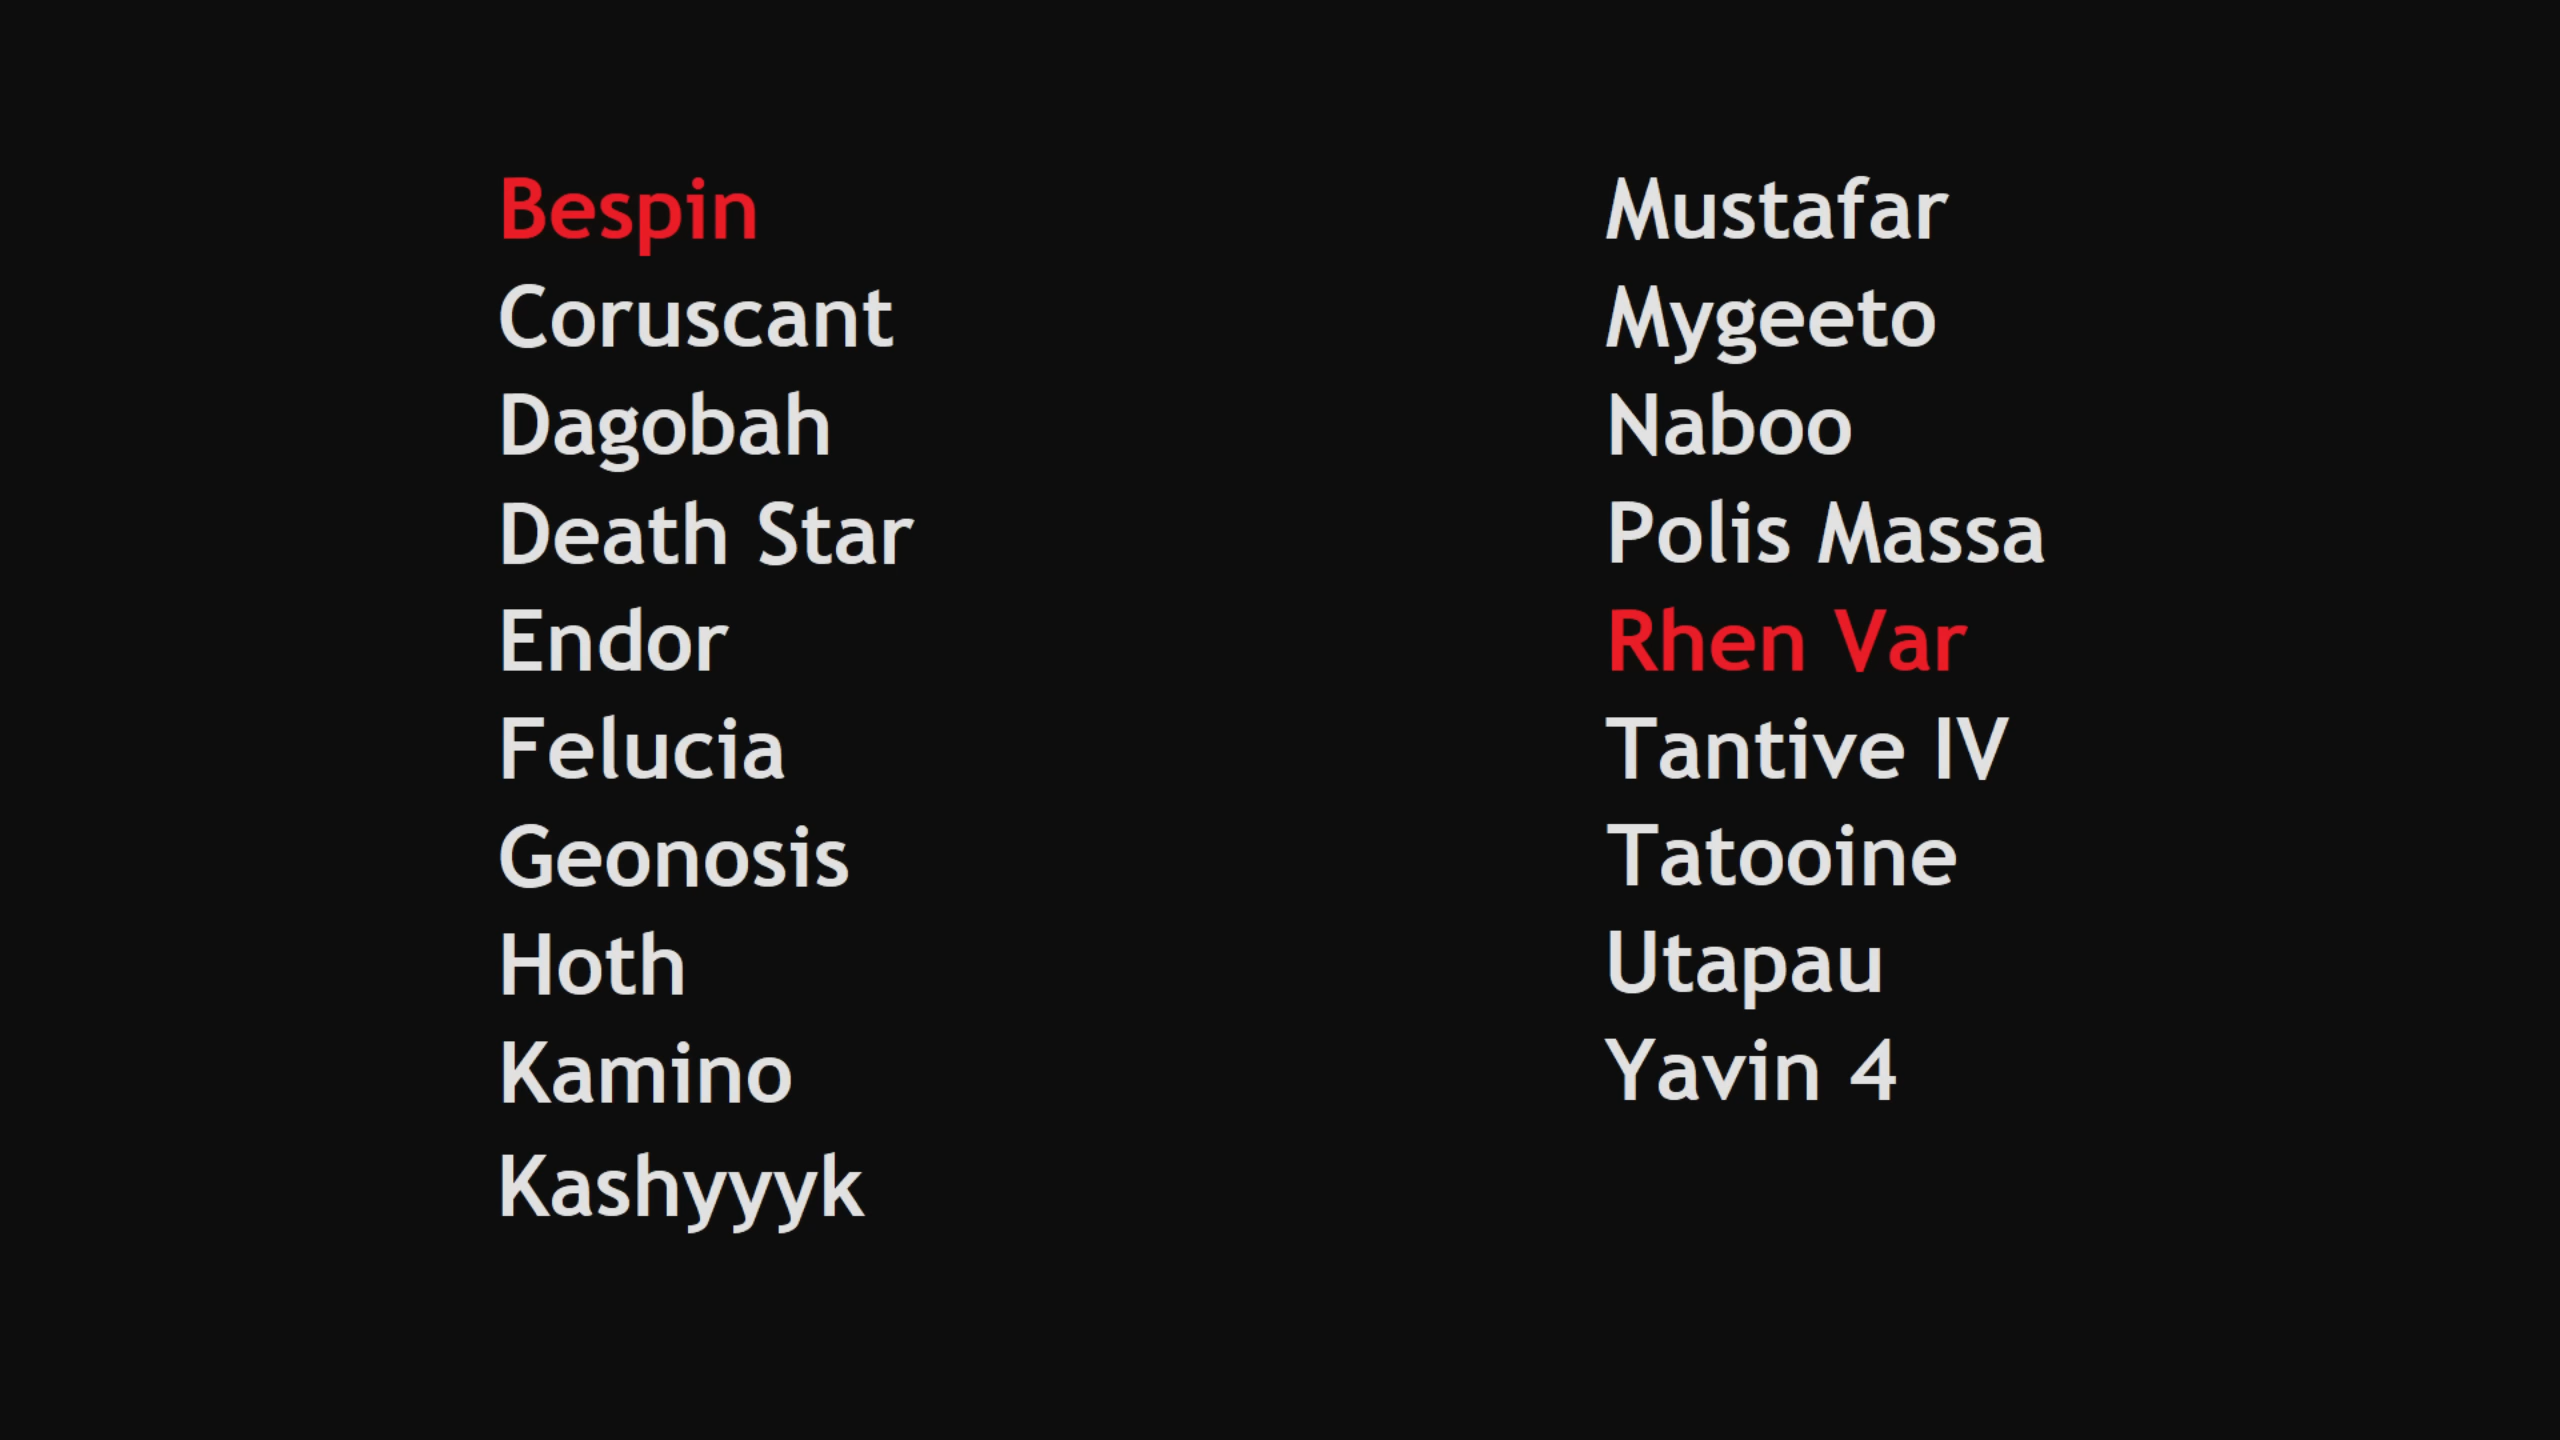 Bespin
Coruscant
Dagobah
Death Star
Endor
Felucia
Geonosis
Hoth
Kamino
Kashyyyk
Mustafar
Mygeeto
Naboo
Polis Massa
Rhen Var
Tantive IV
Tatooine
Utapau
Yavin 4